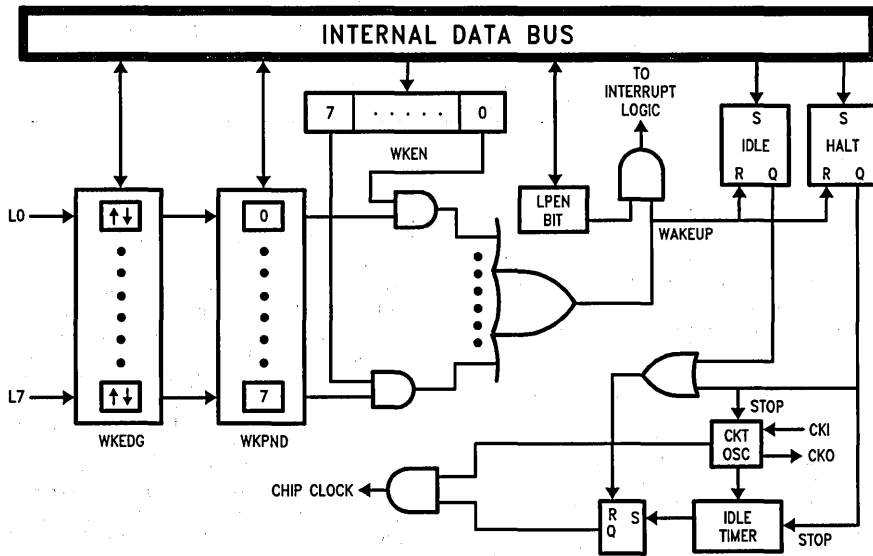 INTERNAL DATA BUS
TO
INTERRUPT
LOGIC
7 · · · · · 0
WKEN
S
IDLE
R Q
S
HALT
R Q
LPEN
BIT
WAKEUP
L0
↑↓
0
L7
↑↓
7
WKEDG
WKPND
STOP
CKT
OSC
CKI
CKO
CHIP CLOCK
R S
Q
IDLE
TIMER
STOP